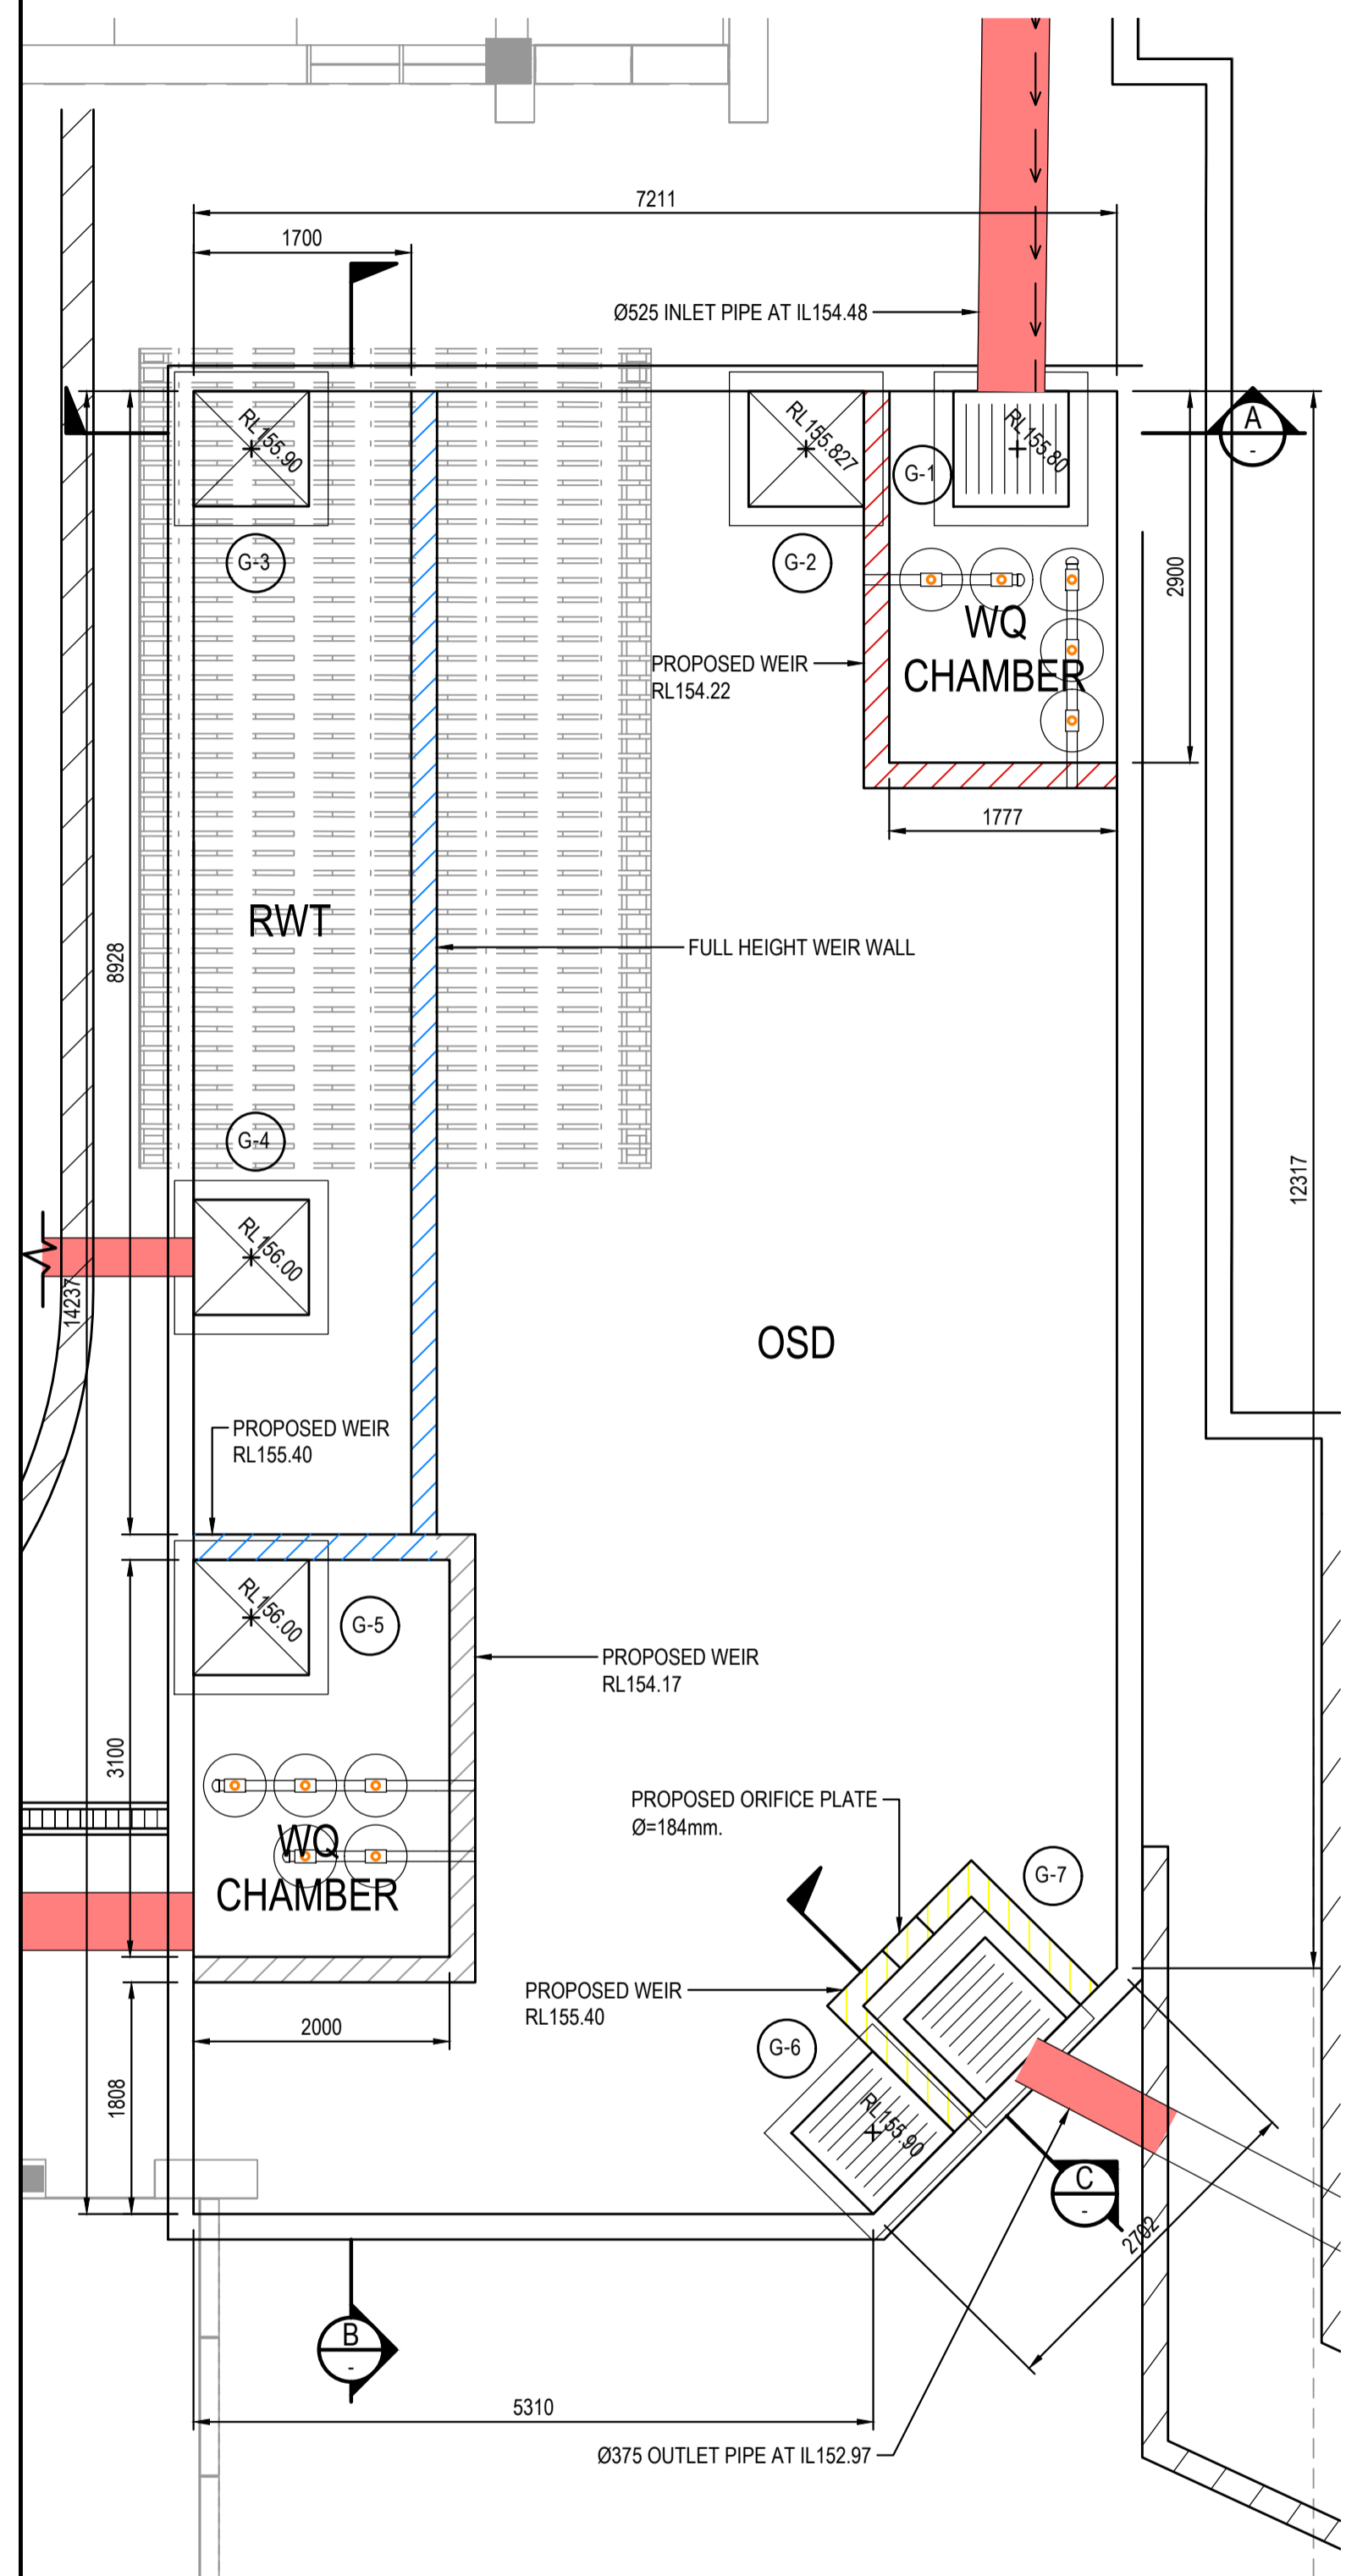 7211
1700
Ø525 INLET PIPE AT IL154.48
RL155.90
RL155.827
RL155.80
G-1
A
-
G-3
G-2
2900
WQ
CHAMBER
PROPOSED WEIR
RL154.22
1777
RWT
8928
FULL HEIGHT WEIR WALL
G-4
12317
RL156.00
14237
OSD
PROPOSED WEIR
RL155.40
RL156.00
G-5
PROPOSED WEIR
RL154.17
3100
PROPOSED ORIFICE PLATE
Ø=184mm.
WQ
CHAMBER
G-7
PROPOSED WEIR
RL155.40
2000
G-6
1808
RL155.90
C
-
2702
B
-
5310
Ø375 OUTLET PIPE AT IL152.97